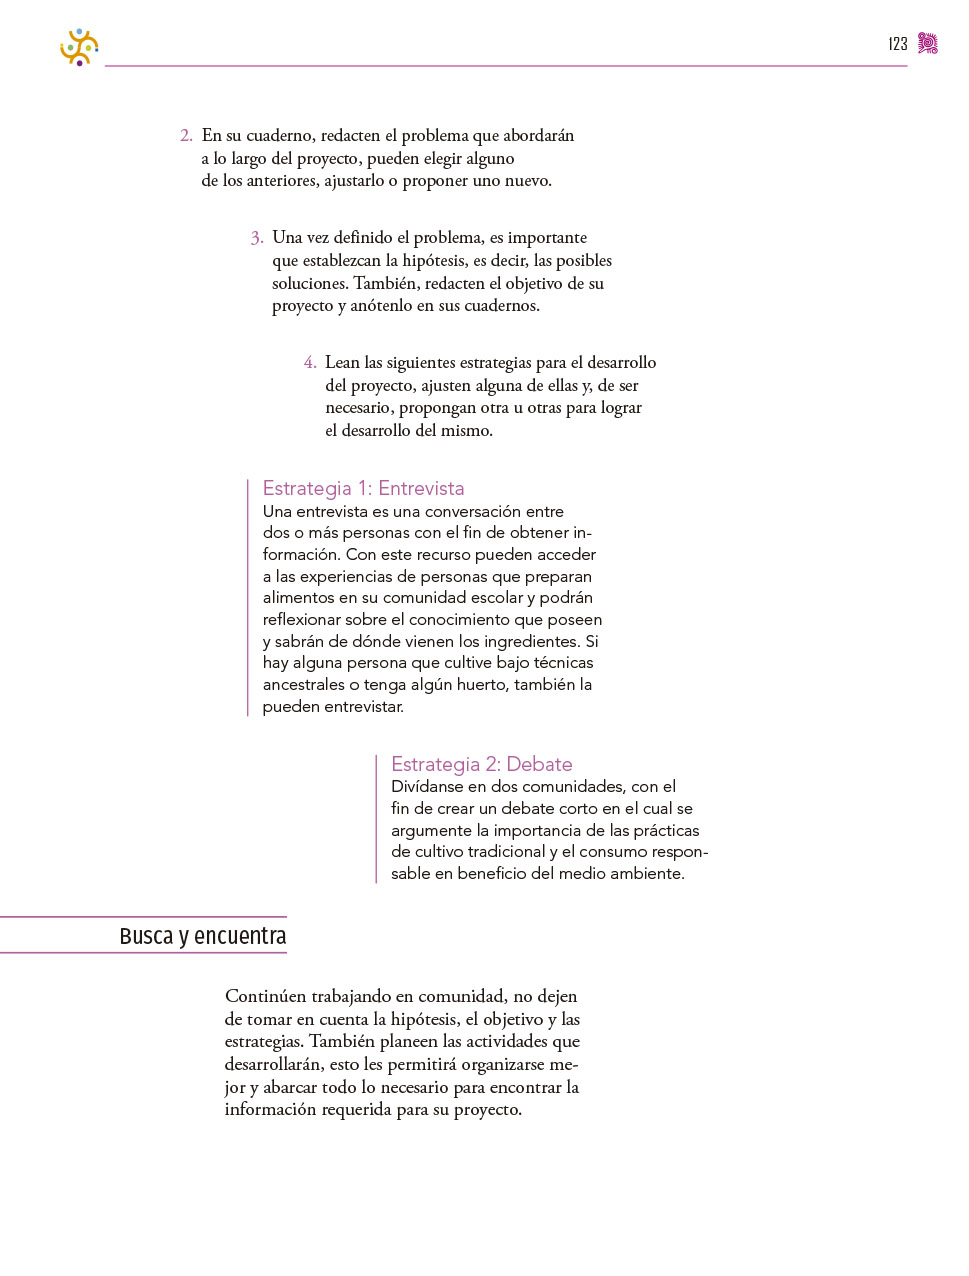 123
2. En su cuaderno, redacten el problema que abordarán
a lo largo del proyecto, pueden elegir alguno
de los anteriores, ajustarlo o proponer uno nuevo.
3. Una vez definido el problema, es importante
que establezcan la hipótesis, es decir, las posibles
soluciones. También, redacten el objetivo de su
proyecto y anótenlo en sus cuadernos.
4. Lean las siguientes estrategias para el desarrollo
del proyecto, ajusten alguna de ellas y, de ser
necesario, propongan otra u otras para lograr
el desarrollo del mismo.
Estrategia 1: Entrevista
Una entrevista es una conversación entre
dos o más personas con el fin de obtener in-
formación. Con este recurso pueden acceder
a las experiencias de personas que preparan
alimentos en su comunidad escolar y podrán
reflexionar sobre el conocimiento que poseen
y sabrán de dónde vienen los ingredientes. Si
hay alguna persona que cultive bajo técnicas
ancestrales o tenga algún huerto, también la
pueden entrevistar.
Estrategia 2: Debate
Divídanse en dos comunidades, con el
fin de crear un debate corto en el cual se
argumente la importancia de las prácticas
de cultivo tradicional y el consumo respon-
sable en beneficio del medio ambiente.
Busca y encuentra
Continúen trabajando en comunidad, no dejen
de tomar en cuenta la hipótesis, el objetivo y las
estrategias. También planeen las actividades que
desarrollarán, esto les permitirá organizarse me-
jor y abarcar todo lo necesario para encontrar la
información requerida para su proyecto.